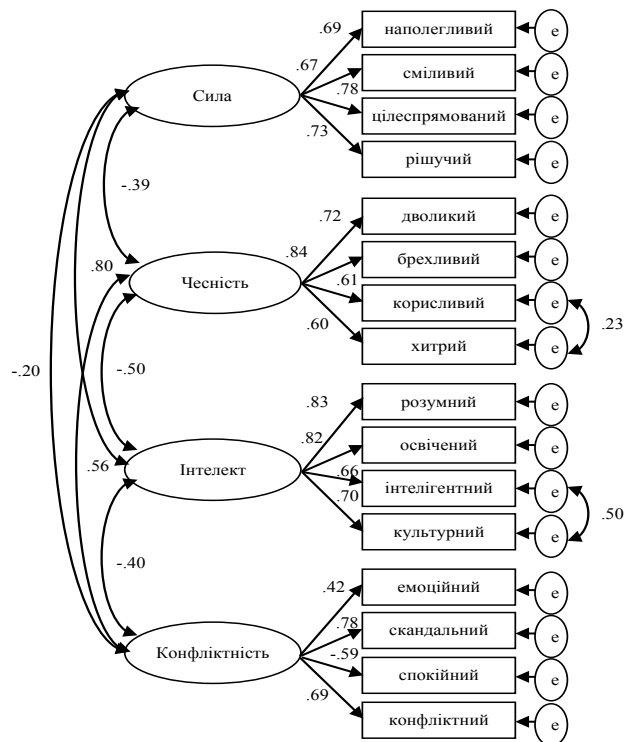 .69
наполегливий
e
.67
сміливий
e
Сила
.78
цілеспрямований
e
.73
рішучий
e
-.39
.72
дволикий
e
.80
.84
брехливий
e
Чесність
.61
корисливий
e
.60
хитрий
e
.23
-.20
-.50
.83
розумний
e
.82
освічений
e
.56
Інтелект
.66
інтелігентний
e
.70
культурний
e
.50
-.40
.42
емоційний
e
.78
скандальний
e
Конфліктність
-.59
спокійний
e
.69
конфліктний
e